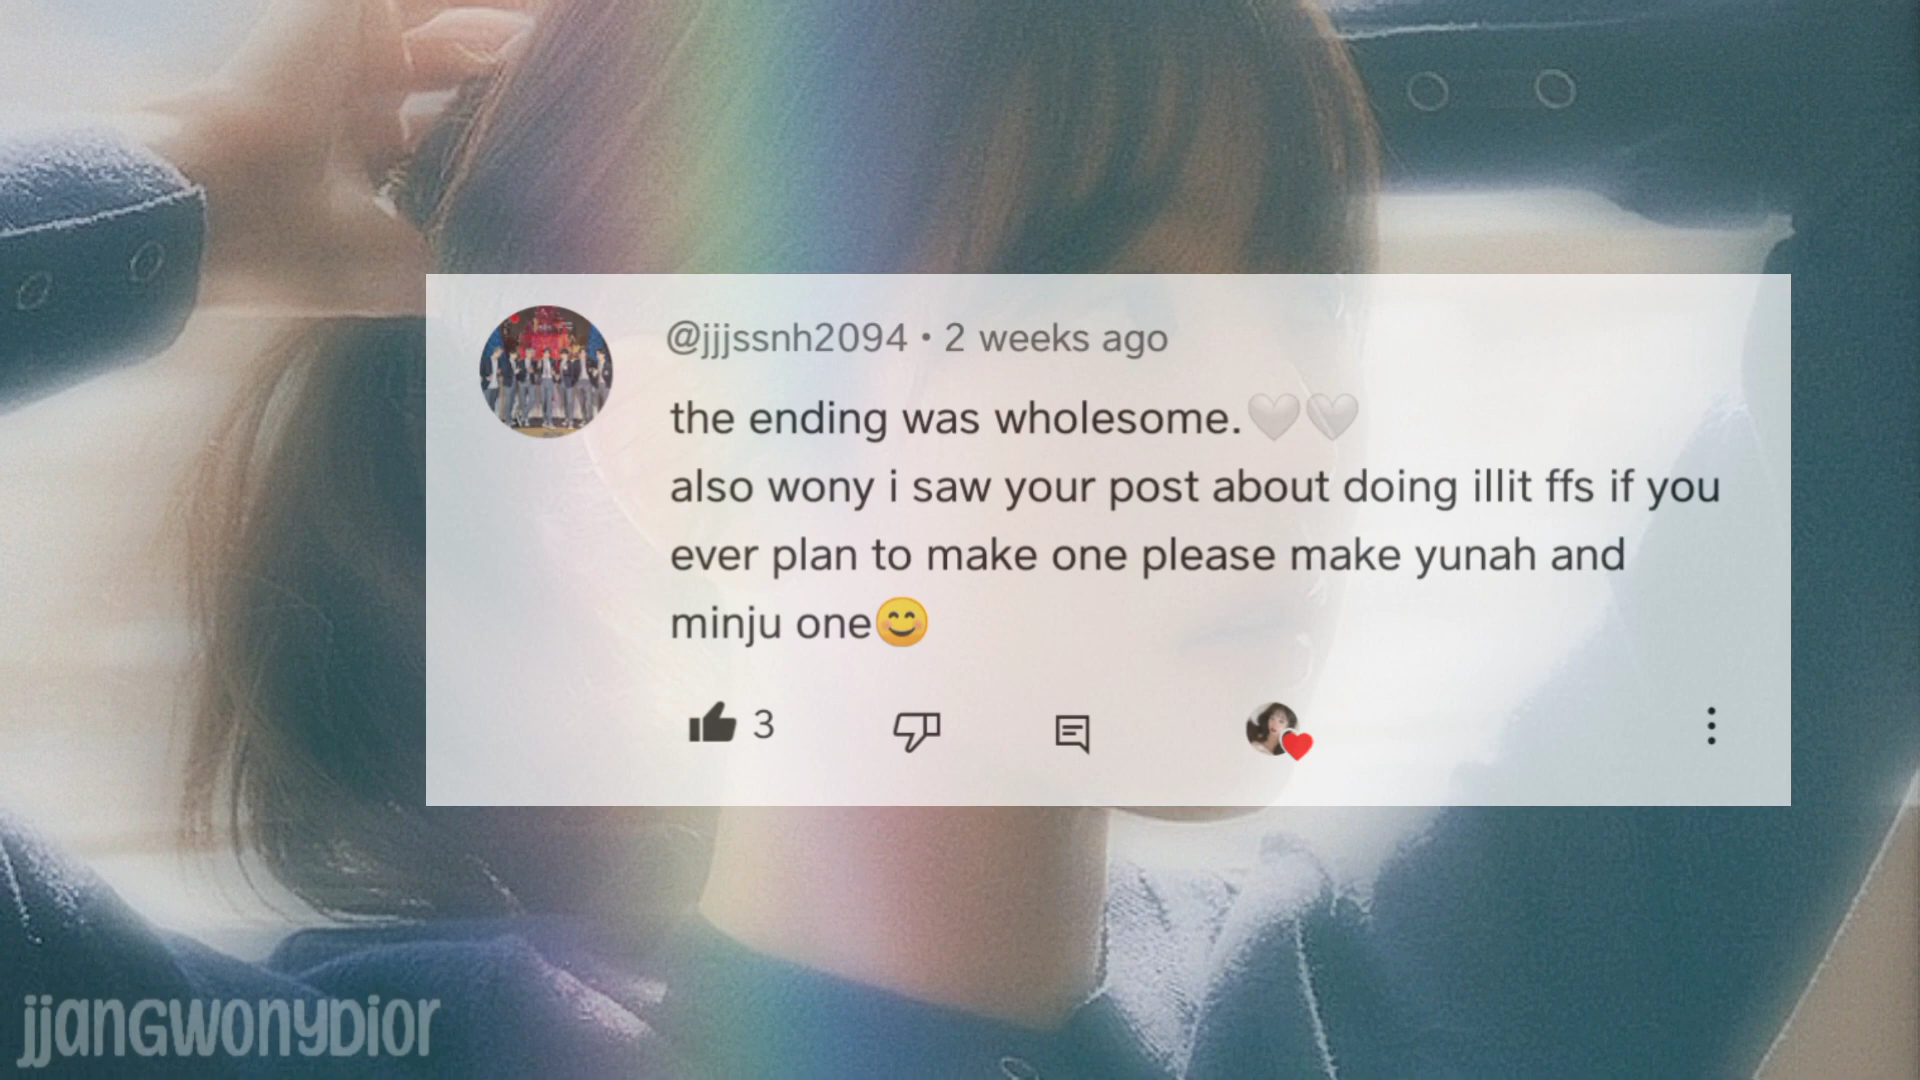 @jjjssnh2094 • 2 weeks ago
the ending was wholesome.🤍🤍
also wony i saw your post about doing illit ffs if you
ever plan to make one please make yunah and
minju one😊
3
jjangwonyDior